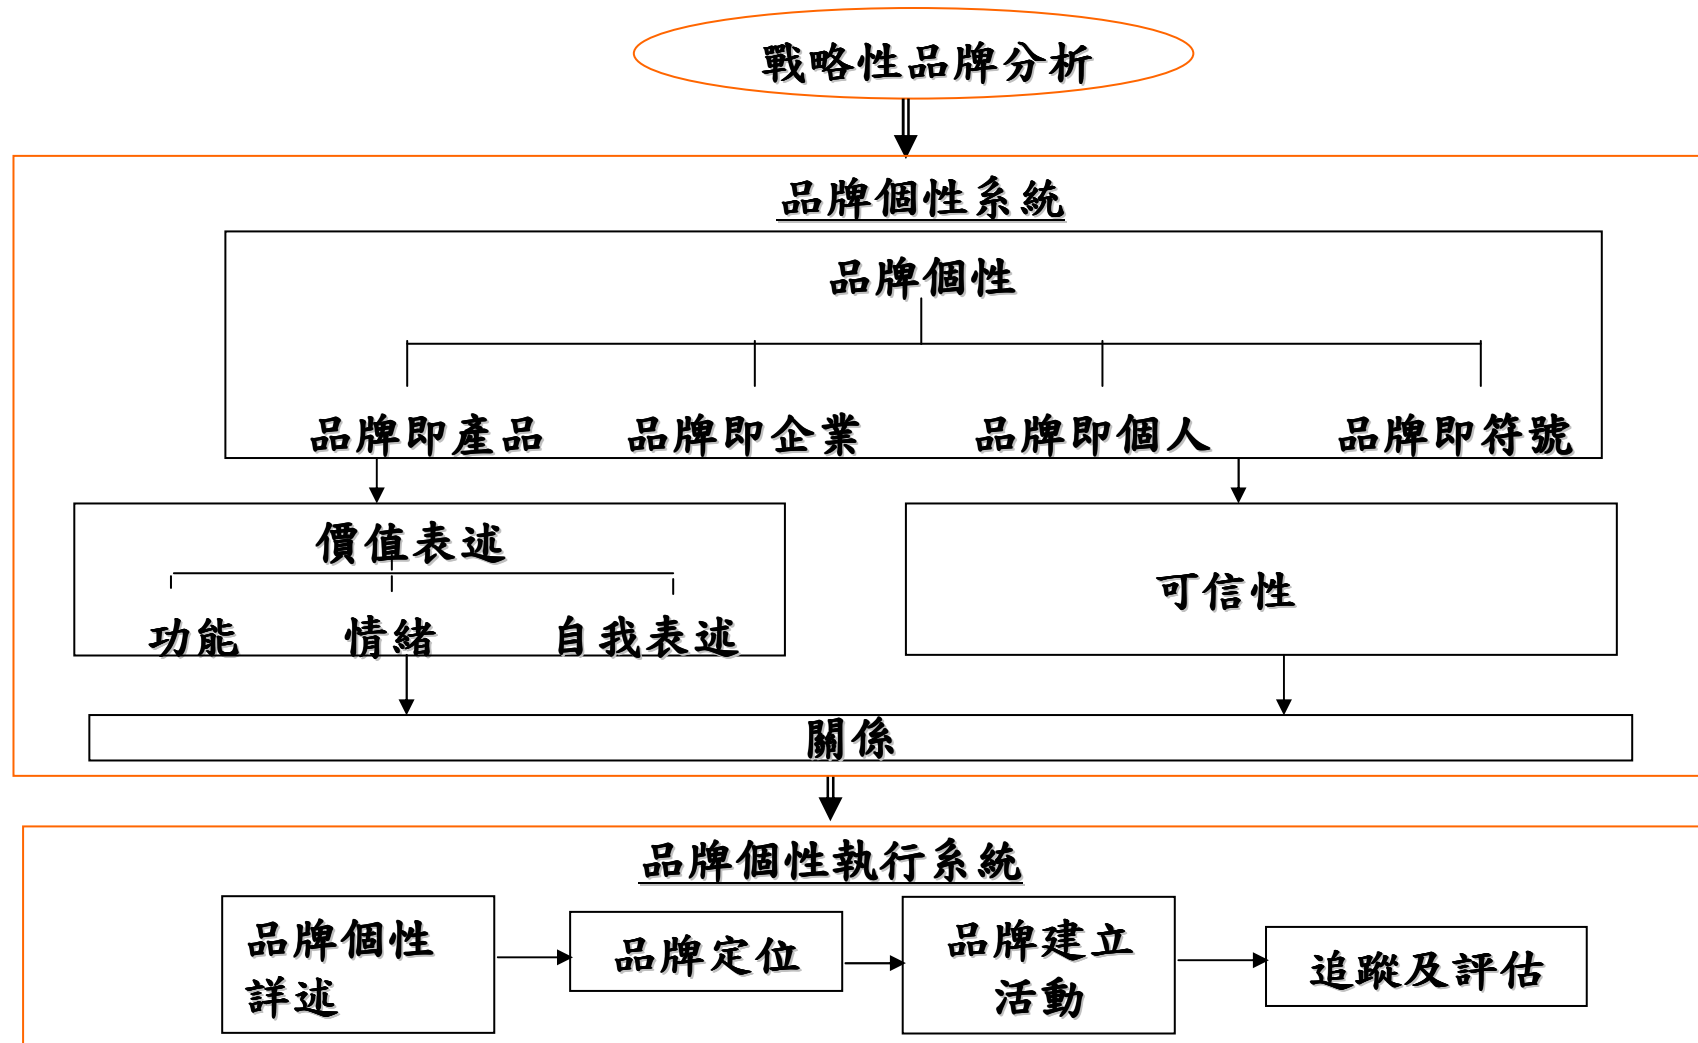 戰略性品牌分析
品牌個性系統
品牌個性
品牌即產品
品牌即企業
品牌即個人
品牌即符號
價值表述
功能
情緒
自我表述
可信性
關係
品牌個性執行系統
品牌個性
詳述
品牌定位
品牌建立
活動
追蹤及評估